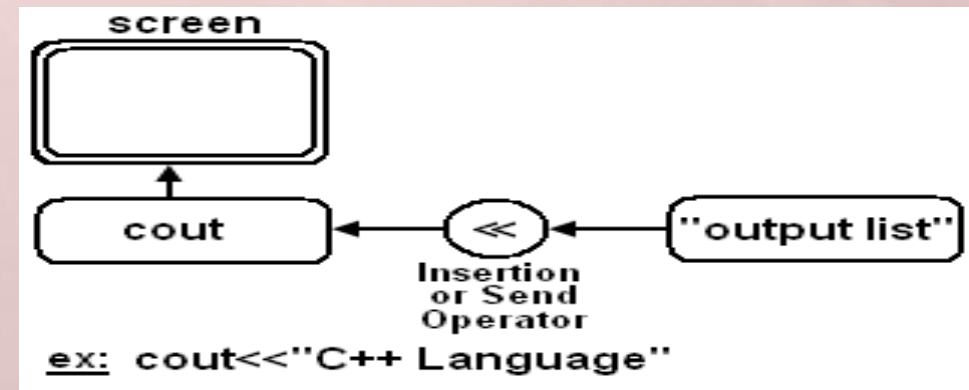 screen
cout
<<
"output list"
Insertion
or Send
Operator
ex: cout<<"C++ Language"